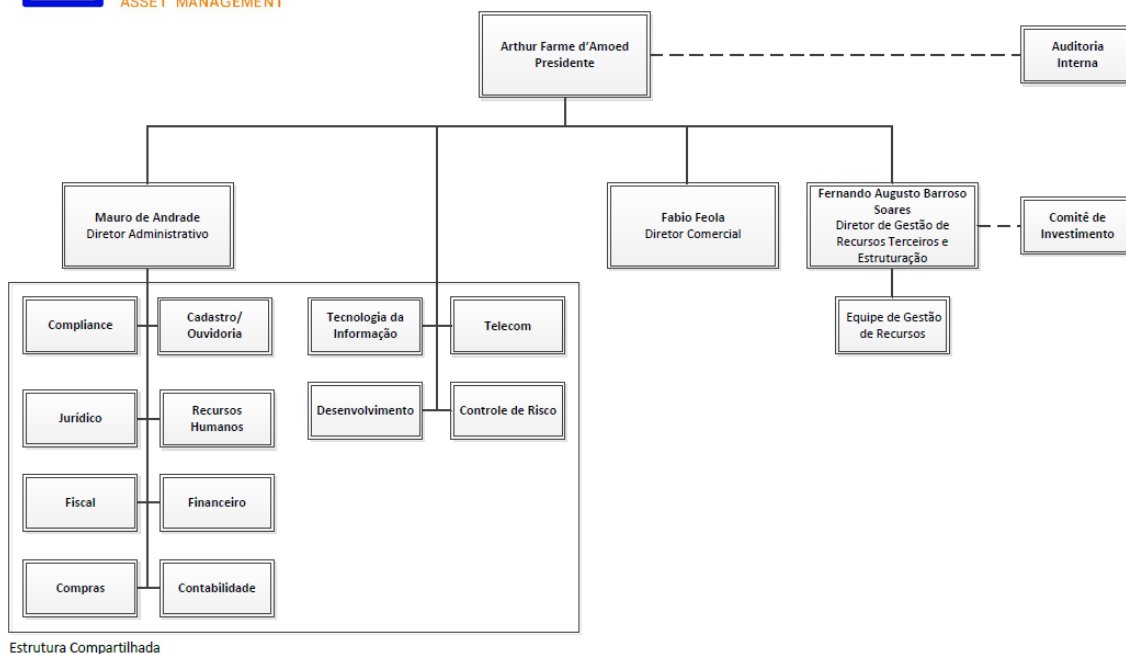 ASSET MANAGEMENT
Arthur Farme d'Amoed
Presidente
Auditoria
Interna
Mauro de Andrade
Diretor Administrativo
Fabio Feola
Diretor Comercial
Fernando Augusto Barroso
Soares
Diretor de Gestão de
Recursos Terceiros e
Estruturação
Comitê de
Investimento
Compliance
Cadastro/
Ouvidoria
Tecnologia da
Informação
Telecom
Equipe de Gestão
de Recursos
Jurídico
Recursos
Humanos
Desenvolvimento
Controle de Risco
Fiscal
Financeiro
Compras
Contabilidade
Estrutura Compartilhada